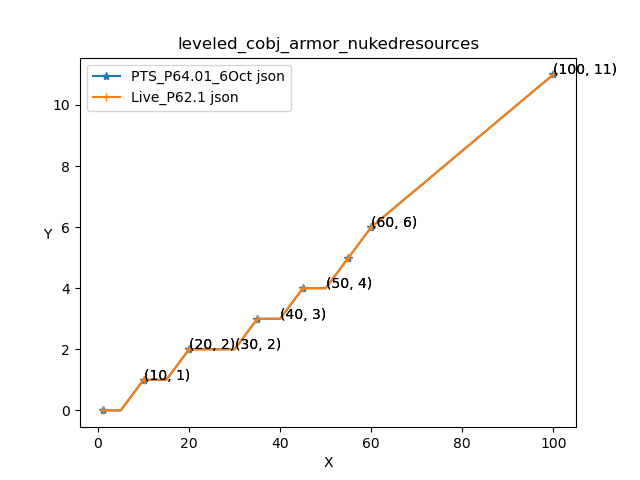 leveled_cobj_armor_nukedresources
PTS_P64.01_6Oct json
Live_P62.1 json
(100, 11)
(60, 6)
(50, 4)
(40, 3)
(20, 2)(30, 2)
(10, 1)
10
8
6
4
2
0
Y
0 20 40 60 80 100
X